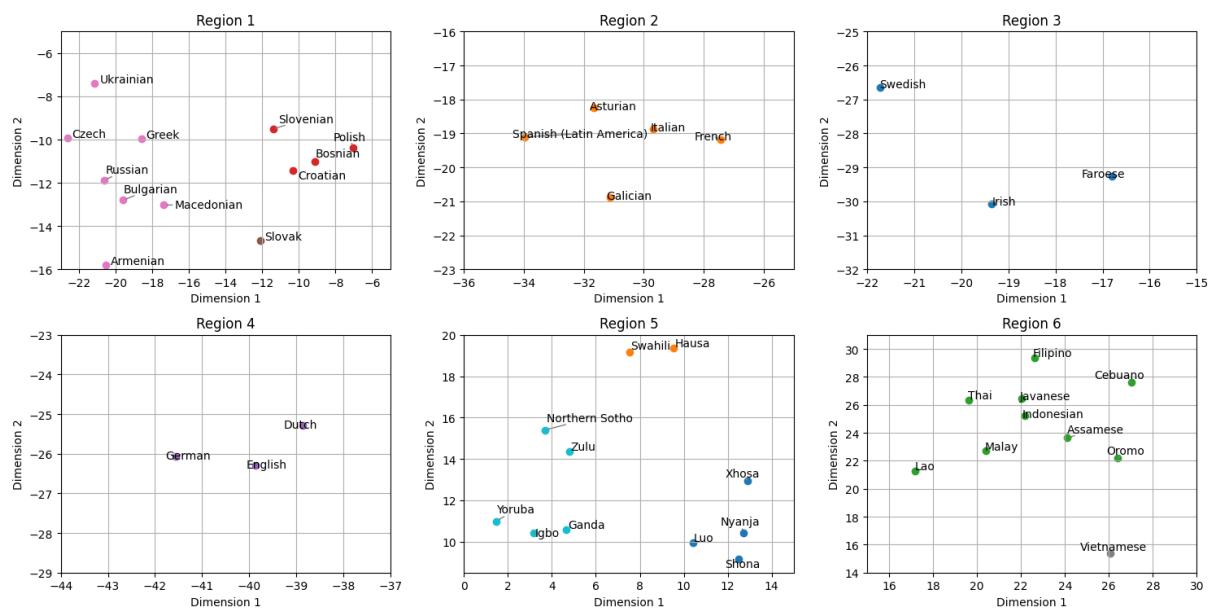 Region 1
Dimension 2
−6
−8
−10
−12
−14
−16
Ukrainian
Czech
Greek
Slovenian
Polish
Bosnian
Croatian
Russian
Bulgarian
Macedonian
Slovak
Armenian
−22 −20 −18 −16 −14 −12 −10 −8 −6
Dimension 1
Region 2
Dimension 2
−16
−17
−18
−19
−20
−21
−22
−23
Asturian
Spanish (Latin America)
Italian
French
Galician
−36 −34 −32 −30 −28 −26
Dimension 1
Region 3
Dimension 2
−25
−26
−27
−28
−29
−30
−31
−32
Swedish
Faroese
Irish
−22 −21 −20 −19 −18 −17 −16 −15
Dimension 1
Region 4
Dimension 2
−23
−24
−25
−26
−27
−28
−29
Dutch
German
English
−44 −43 −42 −41 −40 −39 −38 −37
Dimension 1
Region 5
Dimension 2
20
18
16
14
12
10
Swahili
Hausa
Northern Sotho
Zulu
Xhosa
Yoruba
Igbo
Ganda
Nyanja
Luo
Shona
0 2 4 6 8 10 12 14
Dimension 1
Region 6
Dimension 2
30
28
26
24
22
20
18
16
14
Filipino
Cebuano
Thai
Javanese
Indonesian
Assamese
Malay
Oromo
Lao
Vietnamese
16 18 20 22 24 26 28 30
Dimension 1